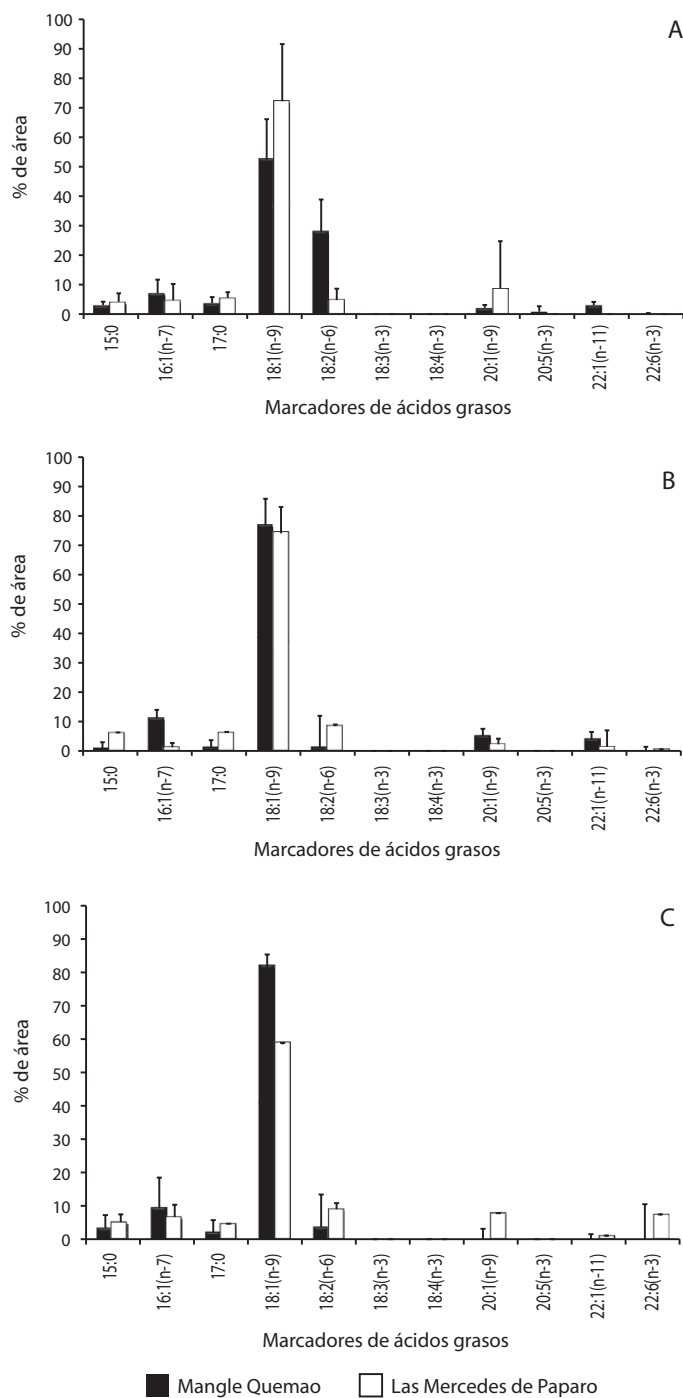 A
% de área
100
90
80
70
60
50
40
30
20
10
0
15:0
16:1(n-7)
17:0
18:1(n-9)
18:2(n-6)
18:3(n-3)
18:4(n-3)
20:1(n-9)
20:5(n-3)
22:1(n-11)
22:6(n-3)
Marcadores de ácidos grasos
B
% de área
100
90
80
70
60
50
40
30
20
10
0
15:0
16:1(n-7)
17:0
18:1(n-9)
18:2(n-6)
18:3(n-3)
18:4(n-3)
20:1(n-9)
20:5(n-3)
22:1(n-11)
22:6(n-3)
Marcadores de ácidos grasos
C
% de área
100
90
80
70
60
50
40
30
20
10
0
15:0
16:1(n-7)
17:0
18:1(n-9)
18:2(n-6)
18:3(n-3)
18:4(n-3)
20:1(n-9)
20:5(n-3)
22:1(n-11)
22:6(n-3)
Marcadores de ácidos grasos
Mangle Quemao
Las Mercedes de Paparo